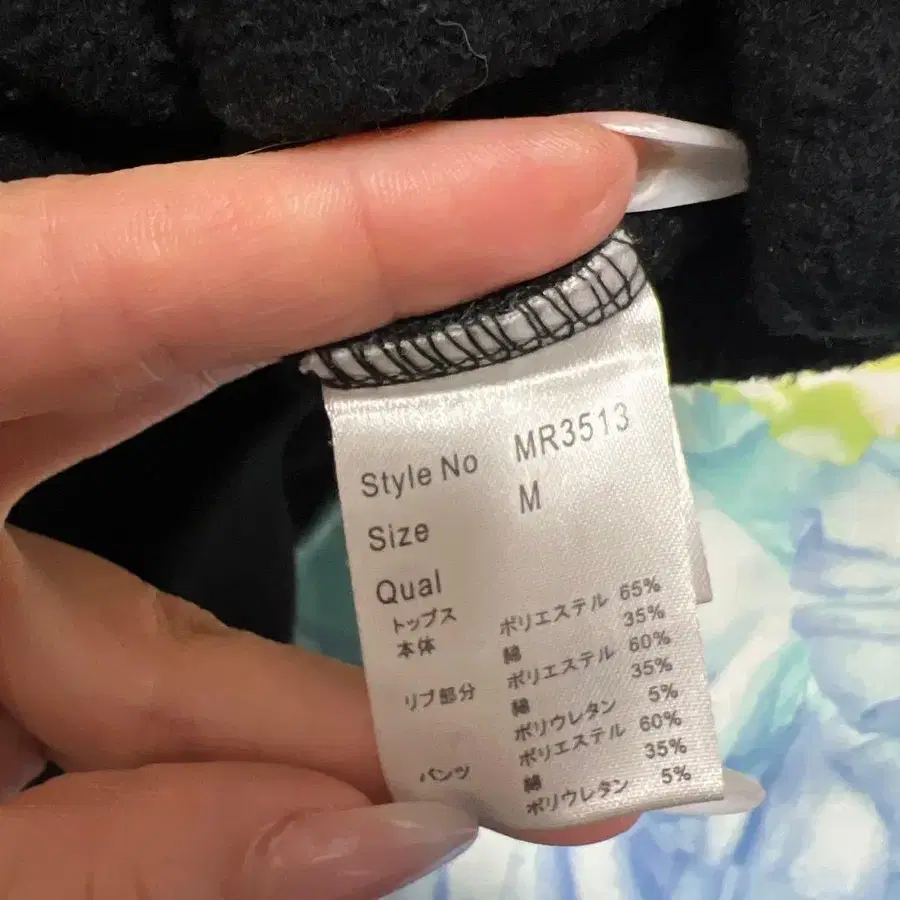 Style No MR3513
Size M
Qual
トップス
本体 ポリエステル 65%
綿 35%
リブ部分 ポリエステル 60%
綿 35%
ポリウレタン 5%
パンツ ポリエステル 60%
綿 35%
ポリウレタン 5%